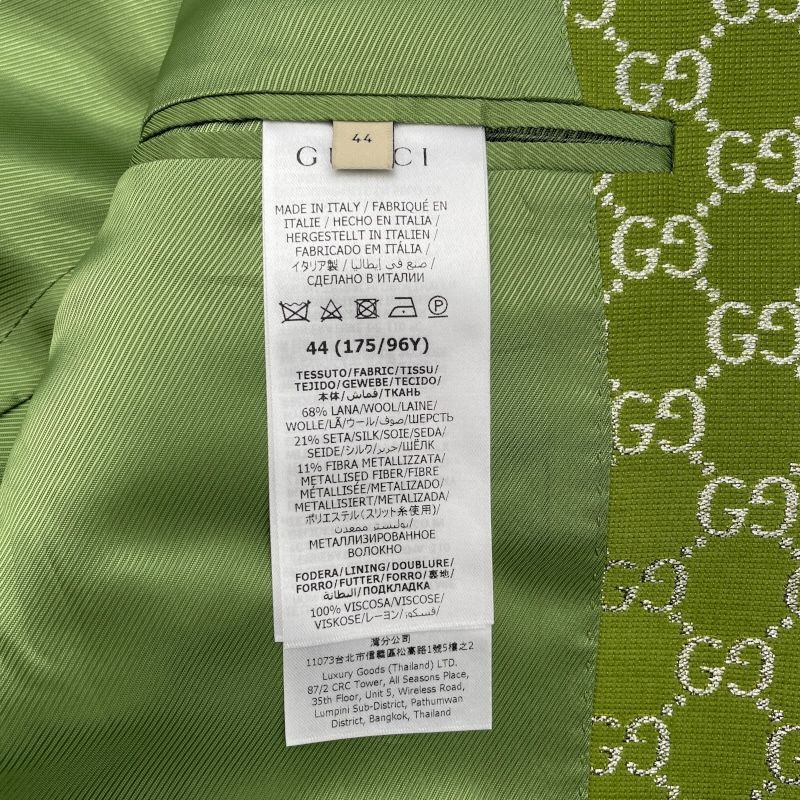 44
GUCCI
MADE IN ITALY / FABRIQUÉ EN
ITALIE / HECHO EN ITALIA /
HERGESTELLT IN ITALIEN /
FABRICADO EM ITÁLIA /
イタリア製 / صنع في إيطاليا /
СДЕЛАНО В ИТАЛИИ
P
44 (175/96Y)
TESSUTO/FABRIC/TISSU/
TEJIDO/GEWEBE/TECIDO/
本体/قماش/ТКАНЬ
68% LANA/WOOL/LAINE/
WOLLE/LÃ/ウール/صوف/ШЕРСТЬ
21% SETA/SILK/SOIE/SEDA/
SEIDE/シルク/حرير/ШЁЛК
11% FIBRA METALLIZZATA/
METALLISED FIBER/FIBRE
MÉTALLISÉE/METALIZADO/
METALLISIERT/METALIZADA/
ポリエステル(スリット糸使用)/
بوليستر ممعدن/
МЕТАЛЛИЗИРОВАННОЕ
ВОЛОКНО
FODERA/LINING/DOUBLURE/
FORRO/FUTTER/FORRO/裏地/
البطانة/ПОДКЛАДКА
100% VISCOSA/VISCOSE/
VISKOSE/レーヨン/فسكوز/
灣分公司
11073台北市信義區松高路1號5樓之2
Luxury Goods (Thailand) LTD.
87/2 CRC Tower, All Seasons Place,
35th Floor, Unit 5, Wireless Road,
Lumpini Sub-District, Pathumwan
District, Bangkok, Thailand